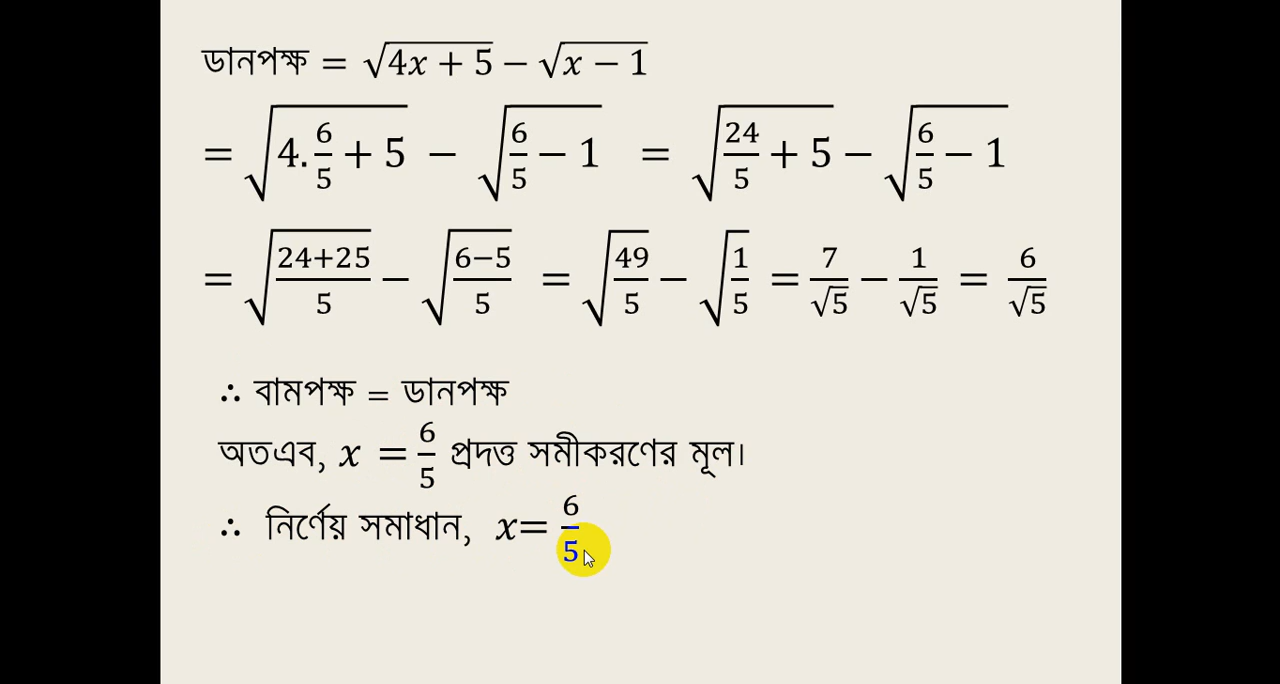 ডানপক্ষ = √(4x + 5) − √(x − 1)
= √(4.6/5 + 5) − √(6/5 − 1) = √(24/5 + 5) − √(6/5 − 1)
= √((24+25)/5) − √((6−5)/5) = √(49/5) − √(1/5) = 7/√5 − 1/√5 = 6/√5
∴ বামপক্ষ = ডানপক্ষ
অতএব, x = 6/5 প্রদত্ত সমীকরণের মূল।
∴ নির্ণেয় সমাধান, x= 6/5